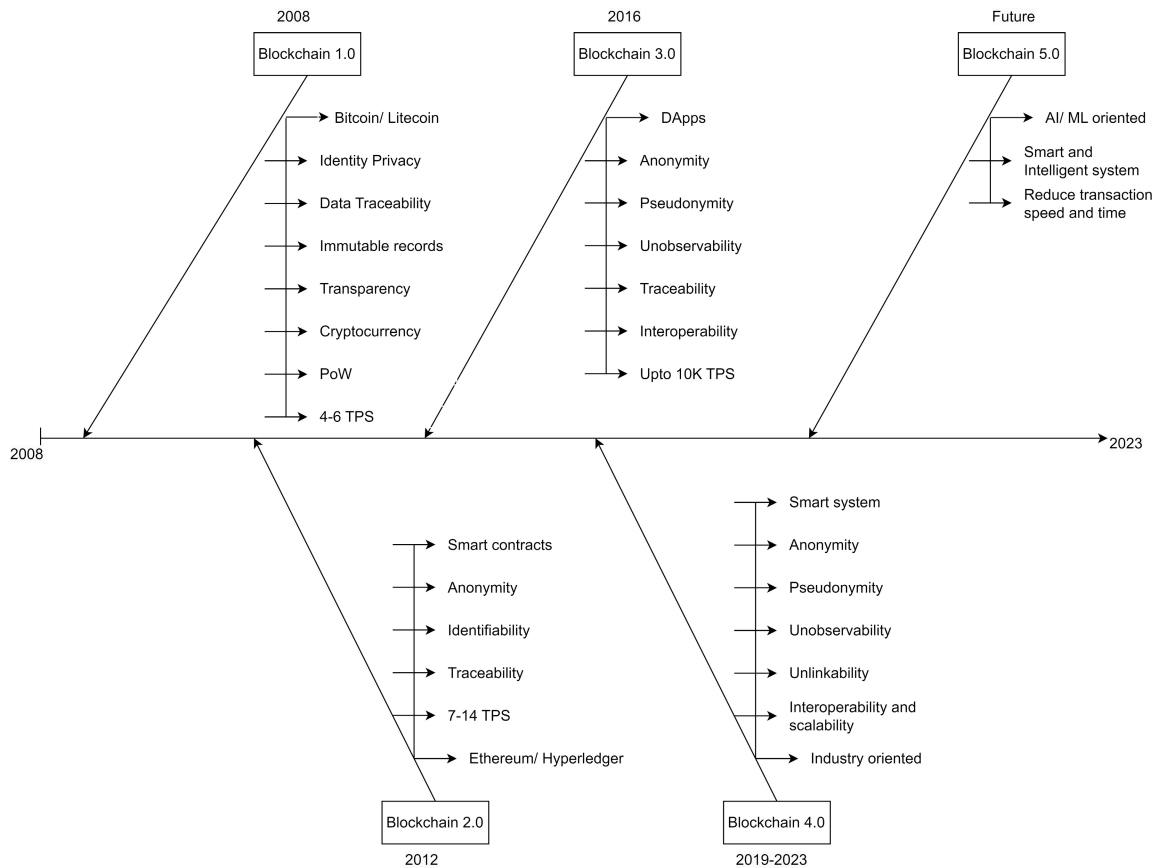 2008
Blockchain 1.0
Bitcoin/ Litecoin
Identity Privacy
Data Traceability
Immutable records
Transparency
Cryptocurrency
PoW
4-6 TPS
2016
Blockchain 3.0
DApps
Anonymity
Pseudonymity
Unobservability
Traceability
Interoperability
Upto 10K TPS
Future
Blockchain 5.0
AI/ ML oriented
Smart and
Intelligent system
Reduce transaction
speed and time
2008
2023
Smart contracts
Anonymity
Identifiability
Traceability
7-14 TPS
Ethereum/ Hyperledger
Blockchain 2.0
2012
Smart system
Anonymity
Pseudonymity
Unobservability
Unlinkability
Interoperability and
scalability
Industry oriented
Blockchain 4.0
2019-2023